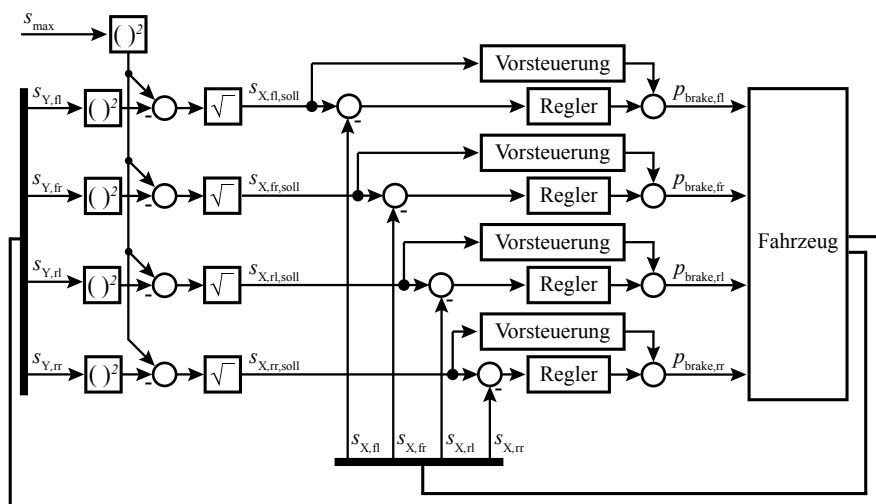 s_max ( )²
Vorsteuerung
s_Y,fl ( )² - √ s_X,fl,soll - Regler p_brake,fl
Vorsteuerung
s_Y,fr ( )² - √ s_X,fr,soll - Regler p_brake,fr
Fahrzeug
Vorsteuerung
s_Y,rl ( )² - √ s_X,rl,soll - Regler p_brake,rl
Vorsteuerung
s_Y,rr ( )² - √ s_X,rr,soll - Regler p_brake,rr
s_X,fl s_X,fr s_X,rl s_X,rr